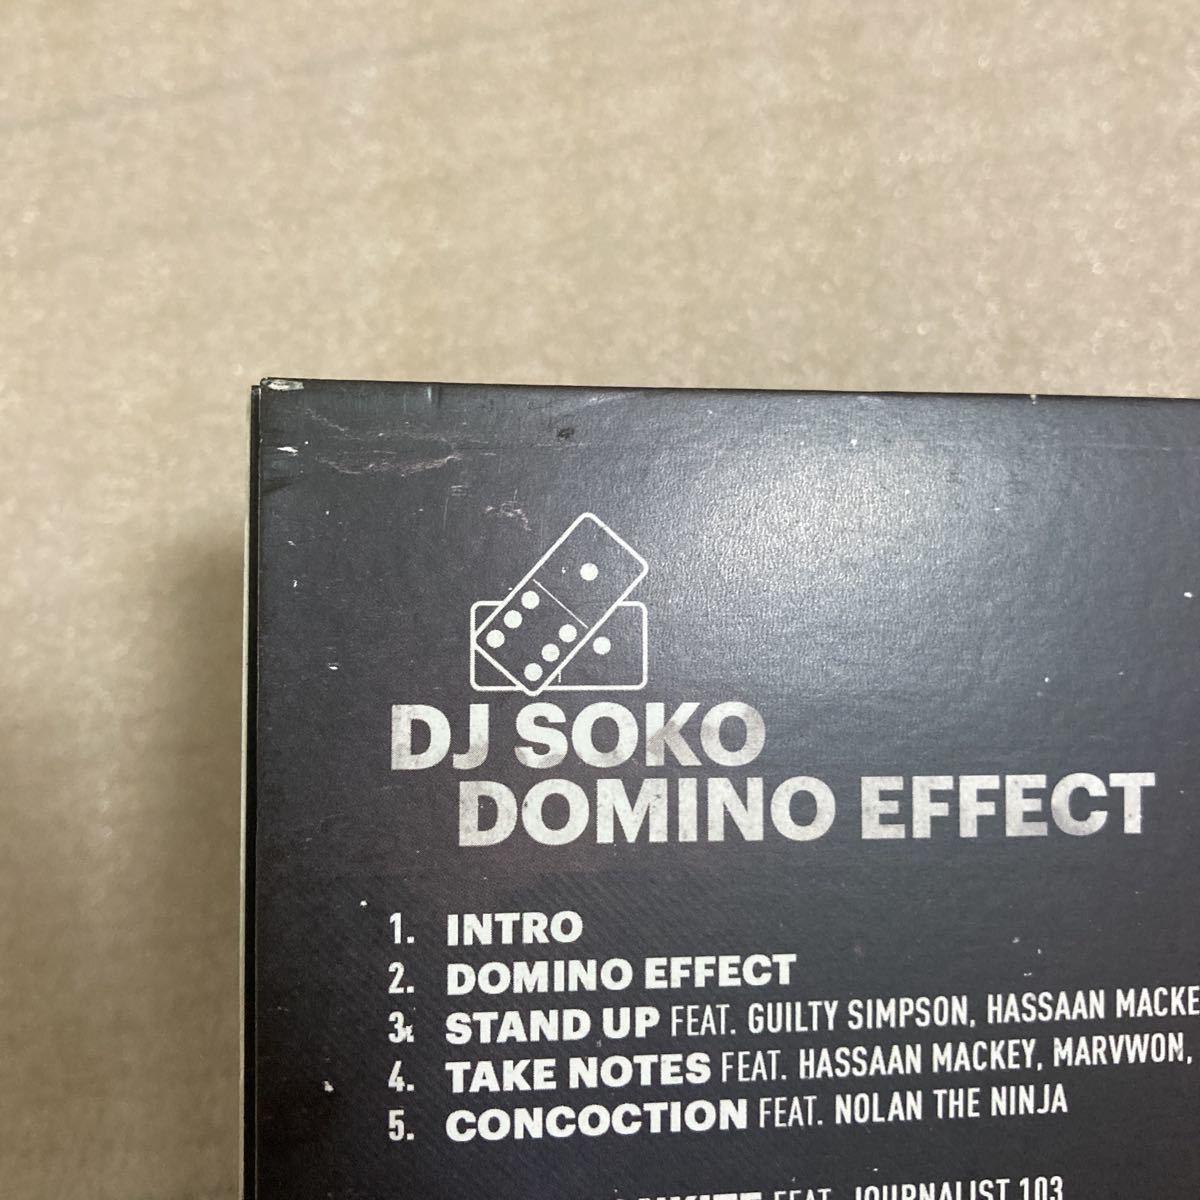 DJ SOKO
DOMINO EFFECT
1. INTRO
2. DOMINO EFFECT
3. STAND UP FEAT. GUILTY SIMPSON, HASSAAN MACKE
4. TAKE NOTES FEAT. HASSAAN MACKEY, MARVWON,
5. CONCOCTION FEAT. NOLAN THE NINJA
FEAT. JOURNALIST 103